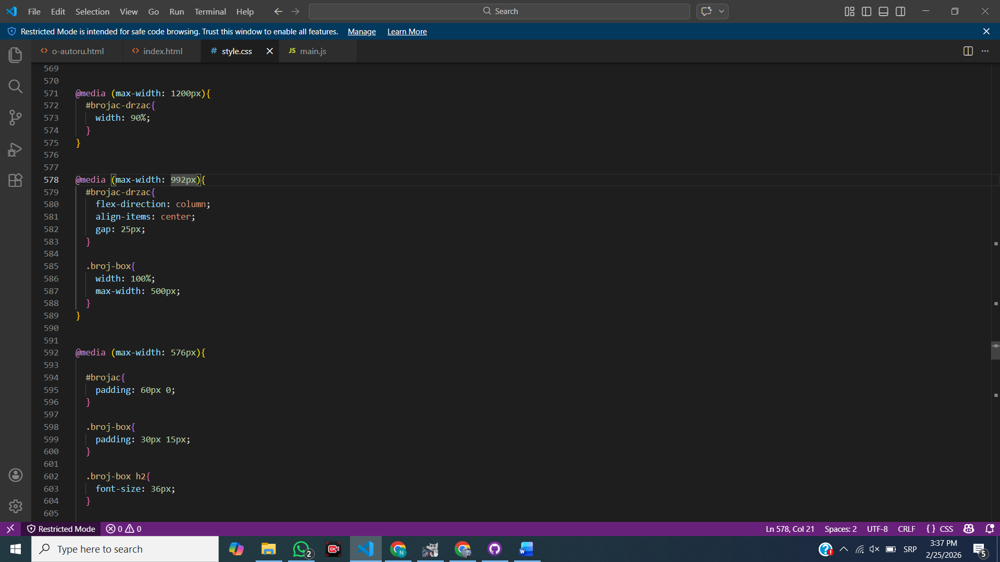 File Edit Selection View Go Run Terminal Help Search
Restricted Mode is intended for safe code browsing. Trust this window to enable all features. Manage Learn More
o-autoru.html index.html # style.css JS main.js
569
570
571 @media (max-width: 1200px){
572 #brojac-drzac{
573 width: 90%;
574 }
575 }
576
577
578 @media (max-width: 992px){
579 #brojac-drzac{
580 flex-direction: column;
581 align-items: center;
582 gap: 25px;
583 }
584
585 .broj-box{
586 width: 100%;
587 max-width: 500px;
588 }
589 }
590
591
592 @media (max-width: 576px){
593
594 #brojac{
595 padding: 60px 0;
596 }
597
598 .broj-box{
599 padding: 30px 15px;
600 }
601
602 .broj-box h2{
603 font-size: 36px;
604 }
605
Restricted Mode 0 0 Ln 578, Col 21 Spaces: 2 UTF-8 CRLF { } CSS
Type here to search 2 N W SRP 3:37 PM
2/25/2026 5